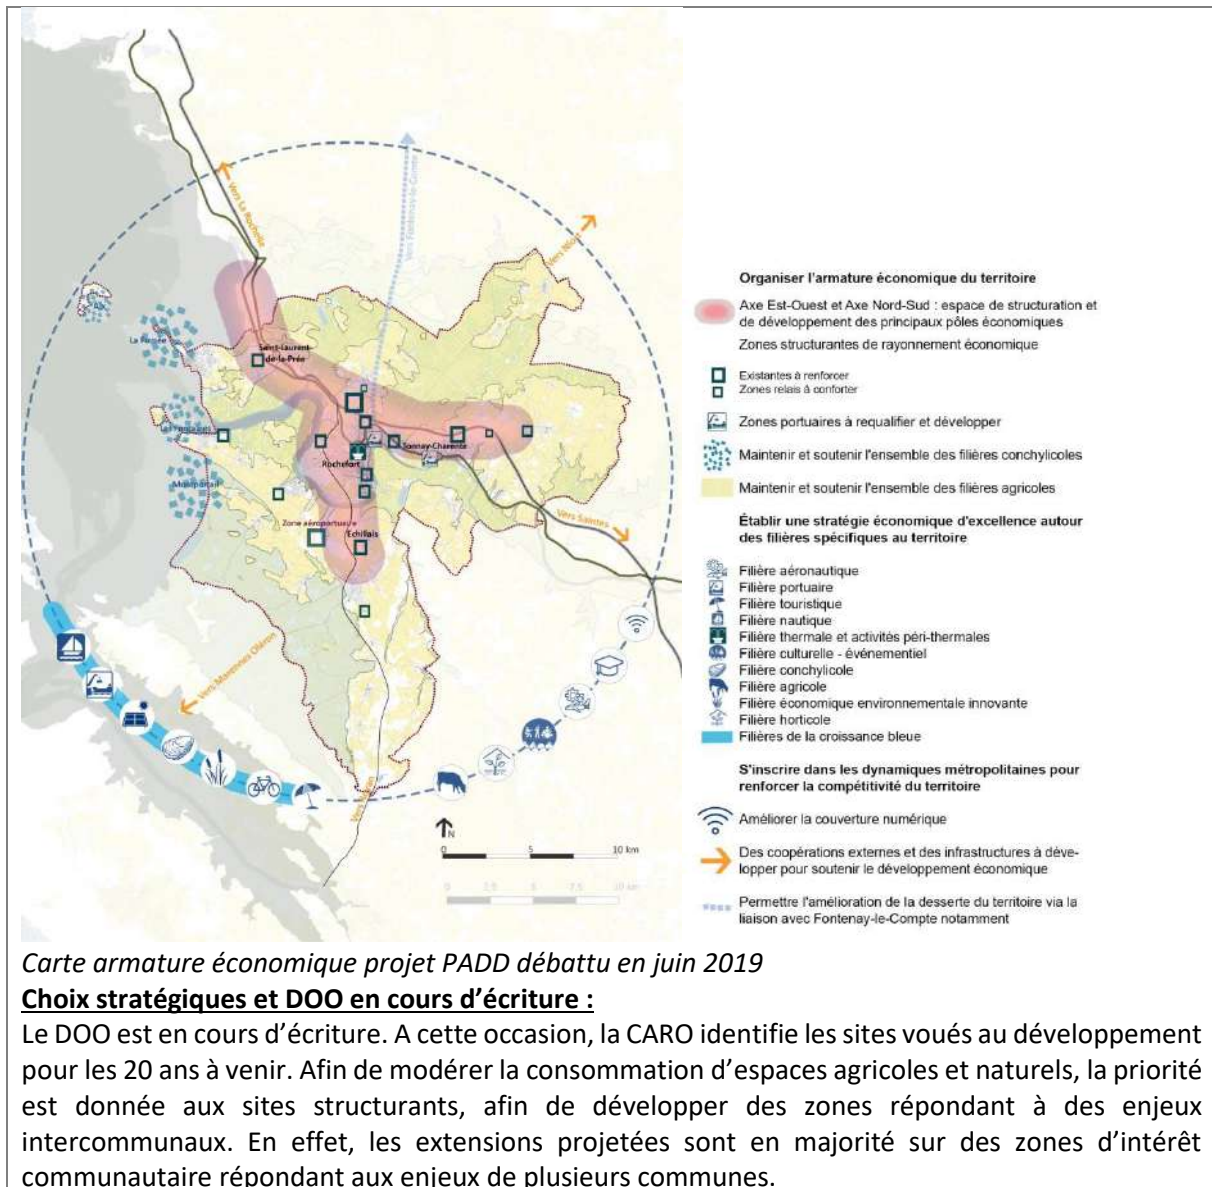 Vers La Rochelle
Vers Fontenay-le-Comte
Vers Niort
Saint-Laurent-
de-la-Prée
Tonnay-Charente
Rochefort
Zone aéroportuaire
Echillais
Vers Saintes
Vers Marennes Oléron
N
0 5 10 km
0 2,5 5 7,5 10 km
Organiser l'armature économique du territoire
Axe Est-Ouest et Axe Nord-Sud : espace de structuration et
de développement des principaux pôles économiques
Zones structurantes de rayonnement économique
Existantes à renforcer
Zones relais à conforter
Zones portuaires à requalifier et développer
Maintenir et soutenir l'ensemble des filières conchylicoles
Maintenir et soutenir l'ensemble des filières agricoles
Établir une stratégie économique d'excellence autour
des filières spécifiques au territoire
Filière aéronautique
Filière portuaire
Filière touristique
Filière nautique
Filière thermale et activités péri-thermales
Filière culturelle - événementiel
Filière conchylicole
Filière agricole
Filière économique environnementale innovante
Filière horticole
Filières de la croissance bleue
S'inscrire dans les dynamiques métropolitaines pour
renforcer la compétitivité du territoire
Améliorer la couverture numérique
Des coopérations externes et des infrastructures à déve-
lopper pour soutenir le développement économique
Permettre l'amélioration de la desserte du territoire via la
liaison avec Fontenay-le-Compte notamment
Carte armature économique projet PADD débattu en juin 2019
Choix stratégiques et DOO en cours d'écriture :
Le DOO est en cours d'écriture. A cette occasion, la CARO identifie les sites voués au développement
pour les 20 ans à venir. Afin de modérer la consommation d'espaces agricoles et naturels, la priorité
est donnée aux sites structurants, afin de développer des zones répondant à des enjeux
intercommunaux. En effet, les extensions projetées sont en majorité sur des zones d'intérêt
communautaire répondant aux enjeux de plusieurs communes.